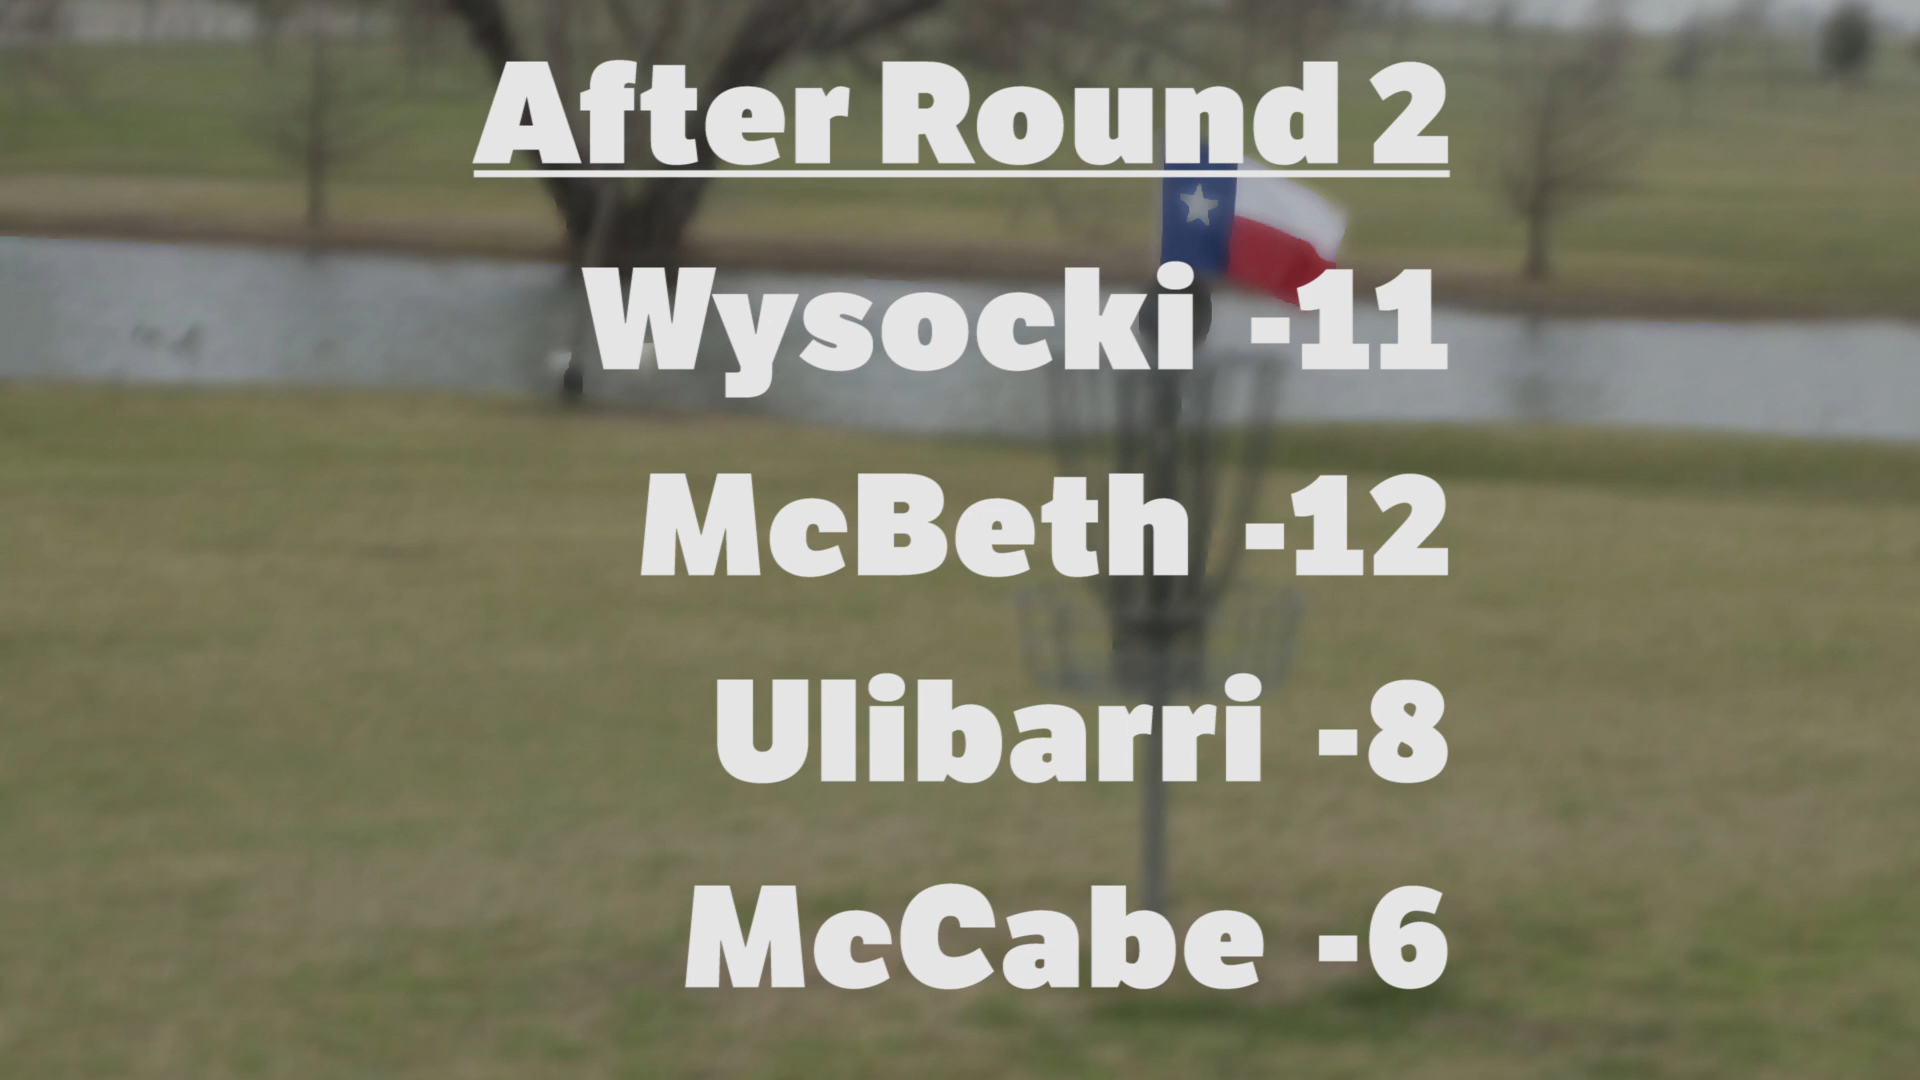 After Round 2
Wysocki -11
McBeth -12
Ulibarri -8
McCabe -6